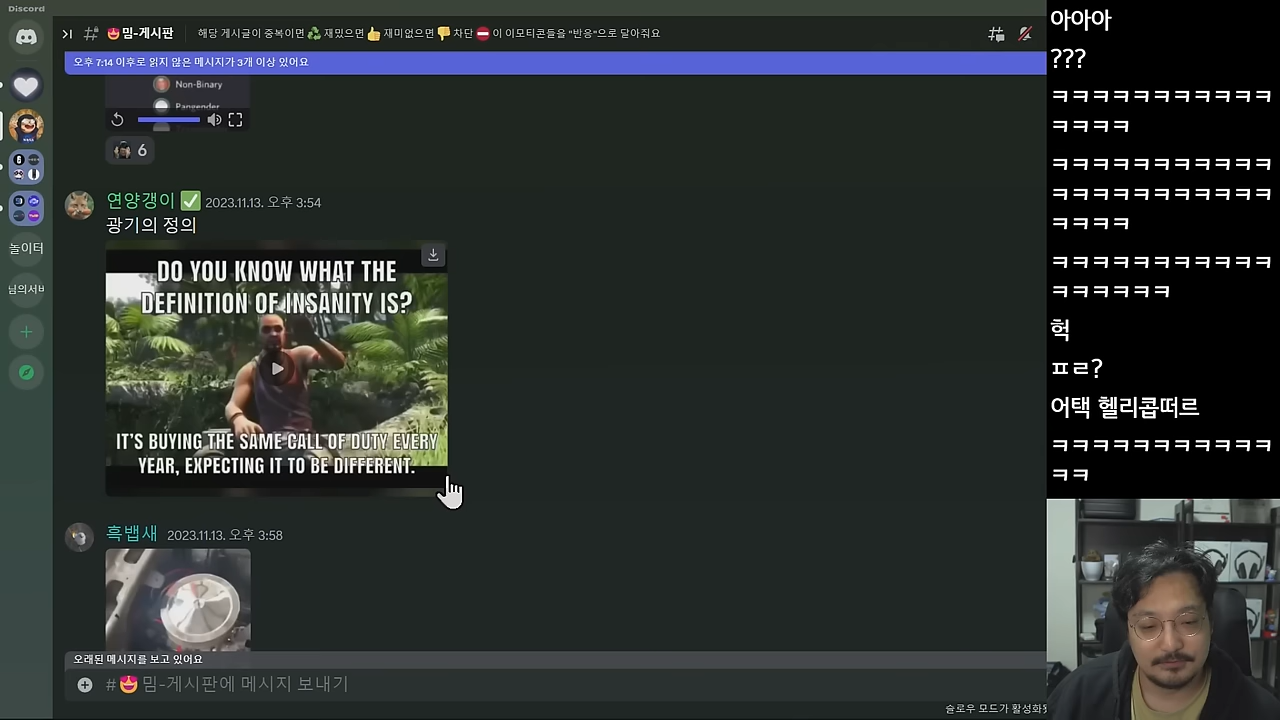 Discord
밈-게시판
해당 게시글이 중복이면 ♻️ 재밌으면 👍 재미없으면 👎 차단 ⛔ 이 이모티콘들을 "반응"으로 달아줘요
오후 7:14 이후로 읽지 않은 메시지가 3개 이상 있어요
Non-Binary
Pangender
6
연양갱이 ✅ 2023.11.13. 오후 3:54
광기의 정의
DO YOU KNOW WHAT THE
DEFINITION OF INSANITY IS?
IT'S BUYING THE SAME CALL OF DUTY EVERY
YEAR, EXPECTING IT TO BE DIFFERENT.
흑뱁새 2023.11.13. 오후 3:58
오래된 메시지를 보고 있어요
#😍밈-게시판에 메시지 보내기
슬로우 모드가 활성화
놀이터
님의서버
아아아
???
ㅋㅋㅋㅋㅋㅋㅋㅋㅋㅋㅋ
ㅋㅋㅋㅋ
ㅋㅋㅋㅋㅋㅋㅋㅋㅋㅋㅋ
ㅋㅋㅋㅋㅋㅋㅋㅋㅋㅋㅋ
ㅋㅋㅋㅋ
ㅋㅋㅋㅋㅋㅋㅋㅋㅋㅋㅋ
ㅋㅋㅋㅋㅋㅋ
헉
ㅍㄹ?
어택 헬리콥떠르
ㅋㅋㅋㅋㅋㅋㅋㅋㅋㅋㅋ
ㅋㅋ